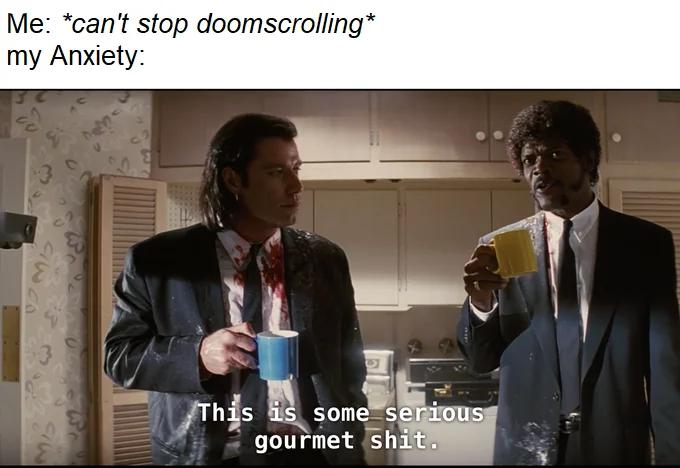 Me: *can't stop doomscrolling*
my Anxiety:
This is some serious
gourmet shit.